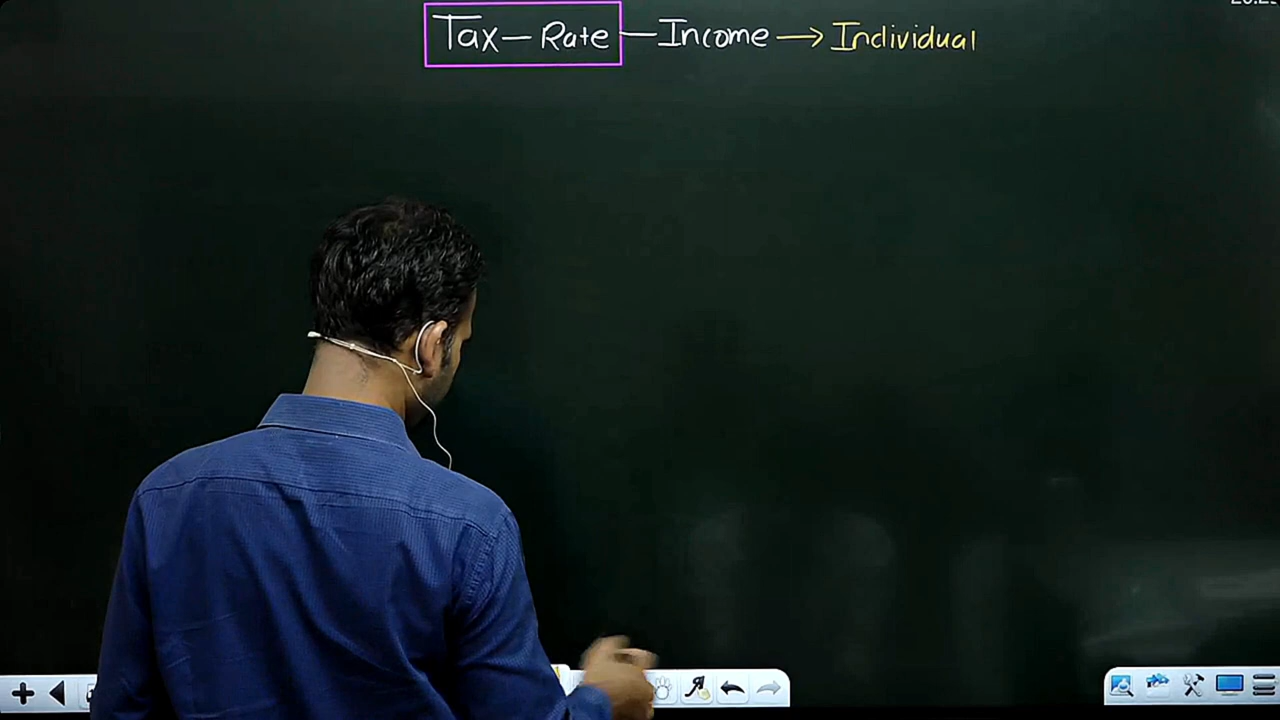 Tax — Rate — Income → Individual